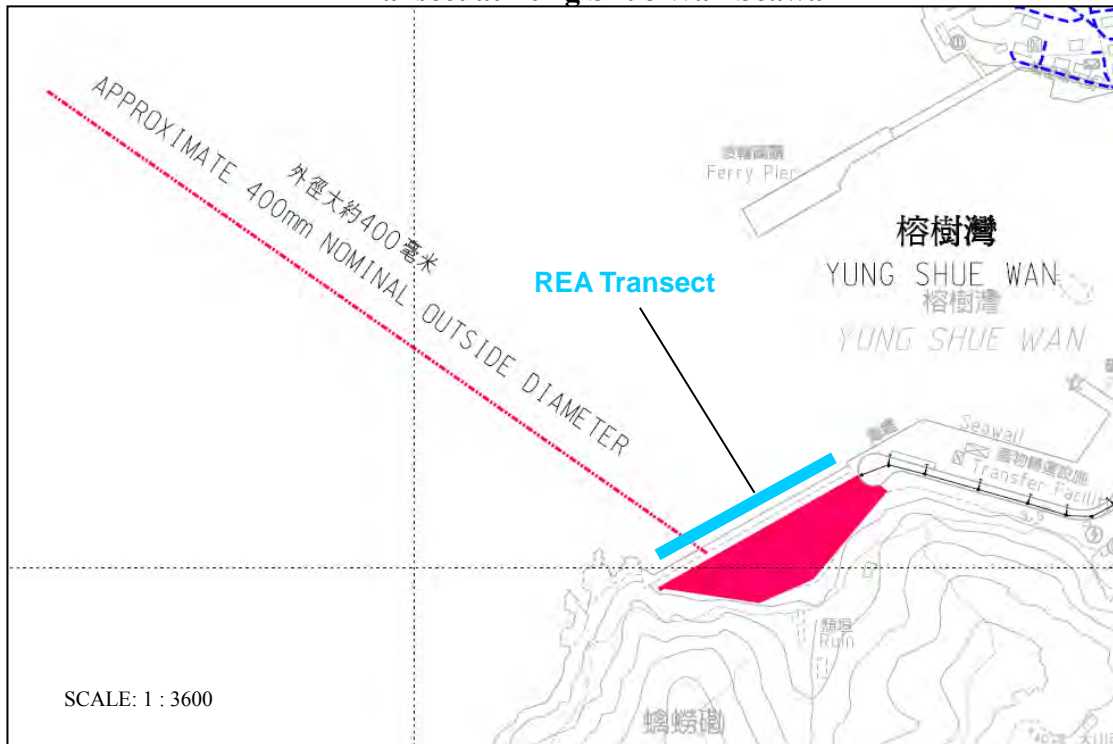 APPROXIMATE 400mm NOMINAL OUTSIDE DIAMETER
外徑大約400毫米
Ferry Pier
榕樹灣
YUNG SHUE WAN
榕樹灣
YUNG SHUE WAN
REA Transect
Seawall
Transfer Facilit
Ruin
SCALE: 1 : 3600